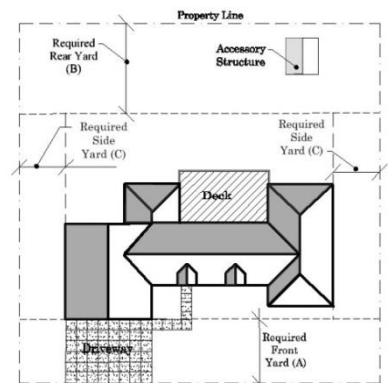 Property Line
Required
Rear Yard
(B)
Accessory
Structure
Required
Side
Yard (C)
Required
Side
Yard (C)
Deck
Driveway
Required
Front
Yard (A)